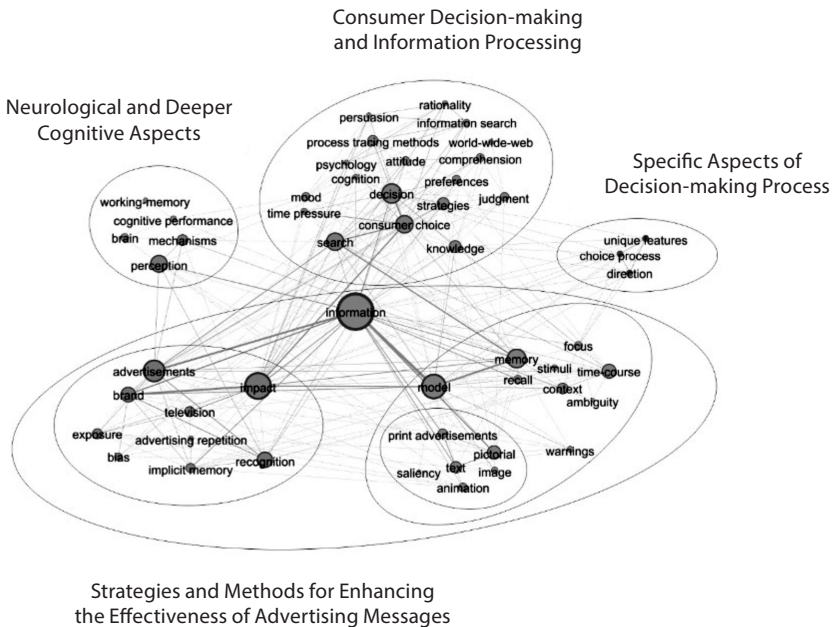 Consumer Decision-making
and Information Processing
Neurological and Deeper
Cognitive Aspects
Specific Aspects of
Decision-making Process
rationality
persuasion
information search
process tracing methods
world-wide-web
psychology
attitude
comprehension
cognition
preferences
mood
decision
judgment
strategies
time pressure
consumer choice
search
knowledge
working memory
cognitive performance
brain
mechanisms
perception
unique features
choice process
direction
information
advertisements
brand
impact
television
exposure
advertising repetition
bias
implicit memory
recognition
memory
focus
stimuli
time-course
recall
model
context
ambiguity
print advertisements
pictorial
warnings
saliency
text
image
animation
Strategies and Methods for Enhancing
the Effectiveness of Advertising Messages